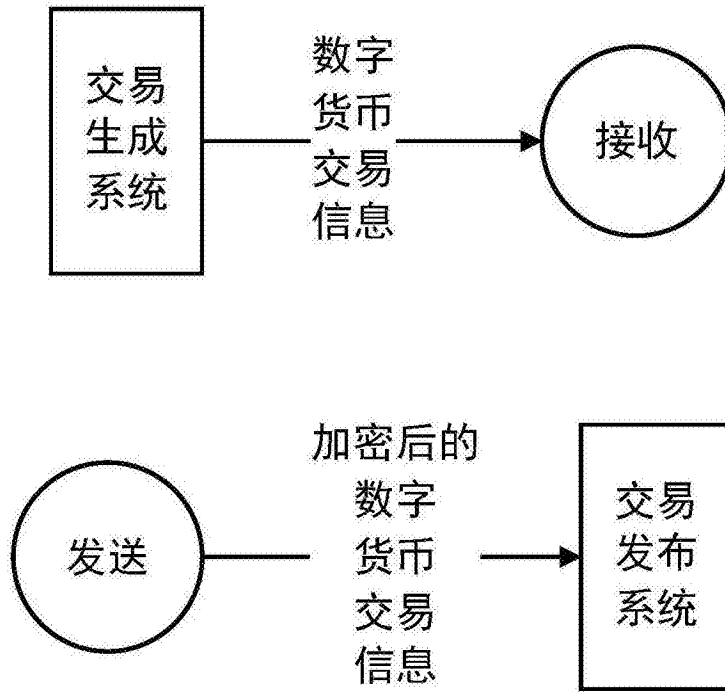 交易
生成
系统
数字
货币
交易
信息
接收
发送
加密后的
数字
货币
交易
信息
交易
发布
系统